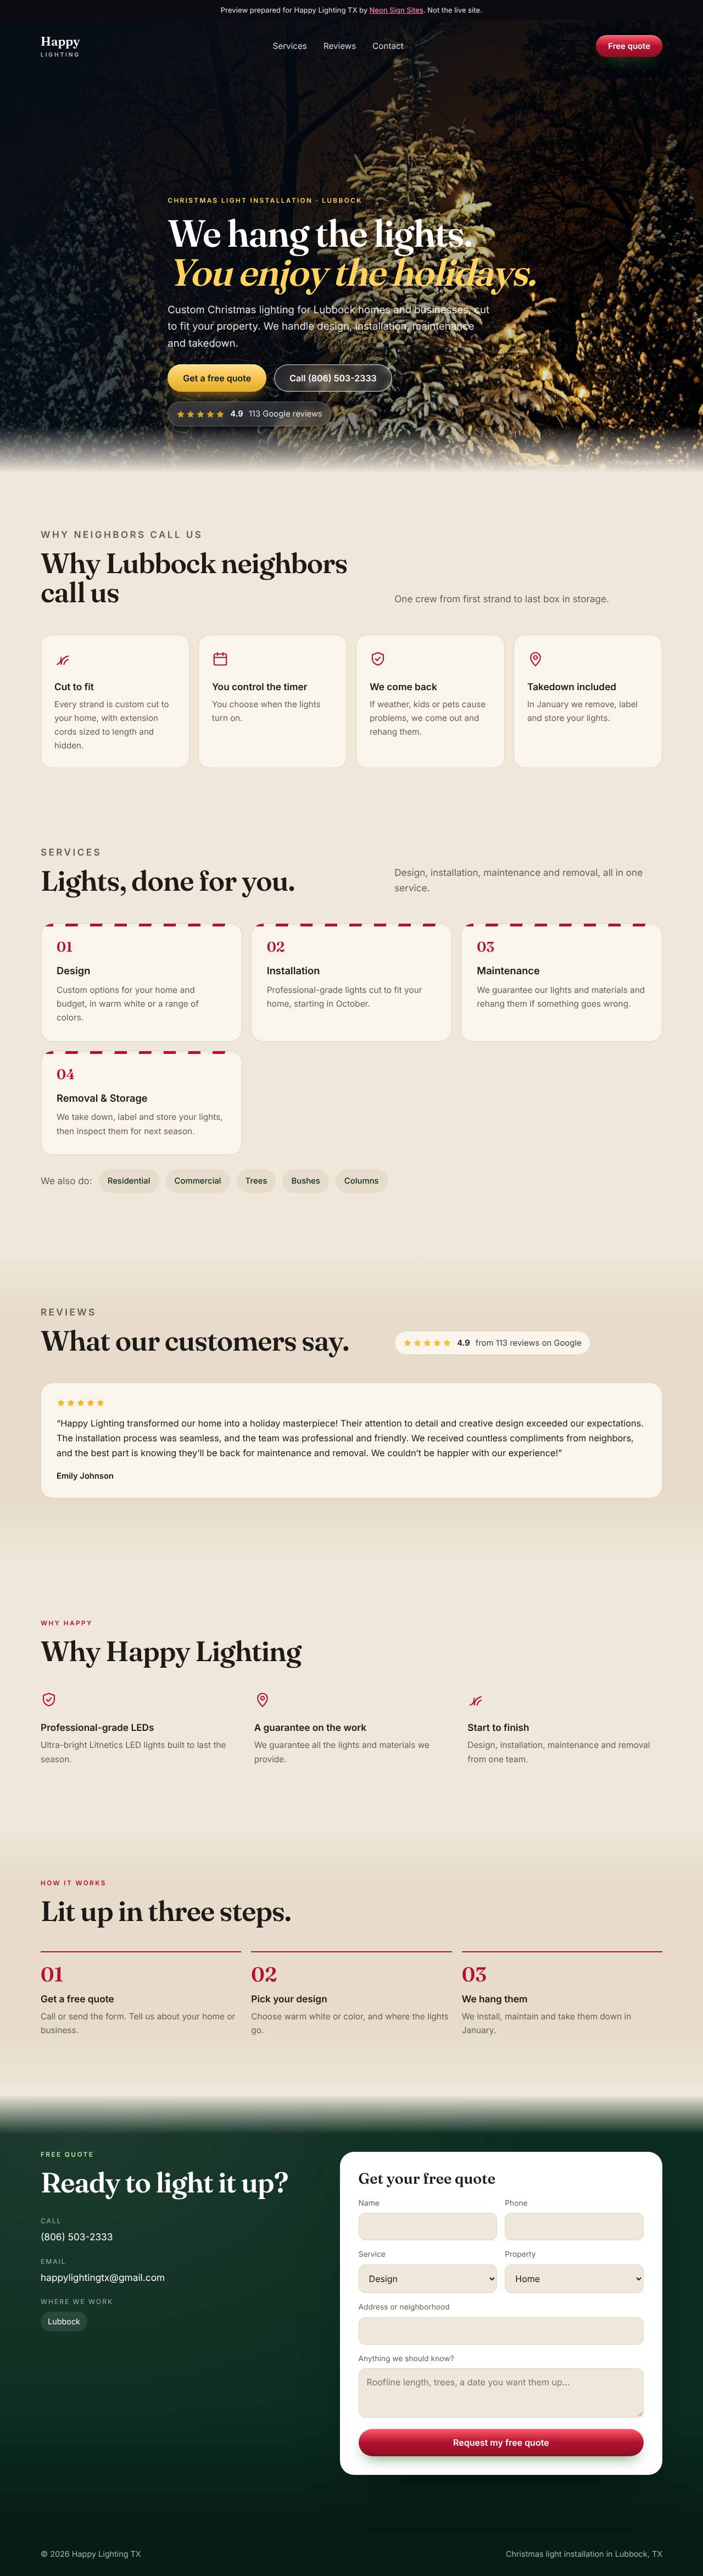 Preview prepared for Happy Lighting TX by Neon Sign Sites. Not the live site.
Happy
LIGHTING
Services
Reviews
Contact
Free quote
CHRISTMAS LIGHT INSTALLATION · LUBBOCK
We hang the lights.
You enjoy the holidays.
Custom Christmas lighting for Lubbock homes and businesses, cut
to fit your property. We handle design, installation, maintenance
and takedown.
Get a free quote
Call (806) 503-2333
4.9 113 Google reviews
WHY NEIGHBORS CALL US
Why Lubbock neighbors
call us
One crew from first strand to last box in storage.
Cut to fit
Every strand is custom cut to
your home, with extension
cords sized to length and
hidden.
You control the timer
You choose when the lights
turn on.
We come back
If weather, kids or pets cause
problems, we come out and
rehang them.
Takedown included
In January we remove, label
and store your lights.
SERVICES
Lights, done for you.
Design, installation, maintenance and removal, all in one
service.
01
Design
Custom options for your home and
budget, in warm white or a range of
colors.
02
Installation
Professional-grade lights cut to fit your
home, starting in October.
03
Maintenance
We guarantee our lights and materials and
rehang them if something goes wrong.
04
Removal & Storage
We take down, label and store your lights,
then inspect them for next season.
We also do:
Residential
Commercial
Trees
Bushes
Columns
REVIEWS
What our customers say.
4.9 from 113 reviews on Google
“Happy Lighting transformed our home into a holiday masterpiece! Their attention to detail and creative design exceeded our expectations.
The installation process was seamless, and the team was professional and friendly. We received countless compliments from neighbors,
and the best part is knowing they’ll be back for maintenance and removal. We couldn’t be happier with our experience!”
Emily Johnson
WHY HAPPY
Why Happy Lighting
Professional-grade LEDs
Ultra-bright Litnetics LED lights built to last the
season.
A guarantee on the work
We guarantee all the lights and materials we
provide.
Start to finish
Design, installation, maintenance and removal
from one team.
HOW IT WORKS
Lit up in three steps.
01
Get a free quote
Call or send the form. Tell us about your home or
business.
02
Pick your design
Choose warm white or color, and where the lights
go.
03
We hang them
We install, maintain and take them down in
January.
FREE QUOTE
Ready to light it up?
CALL
(806) 503-2333
EMAIL
happylightingtx@gmail.com
WHERE WE WORK
Lubbock
Get your free quote
Name
Phone
Service
Property
Design
Home
Address or neighborhood
Anything we should know?
Roofline length, trees, a date you want them up...
Request my free quote
© 2026 Happy Lighting TX
Christmas light installation in Lubbock, TX